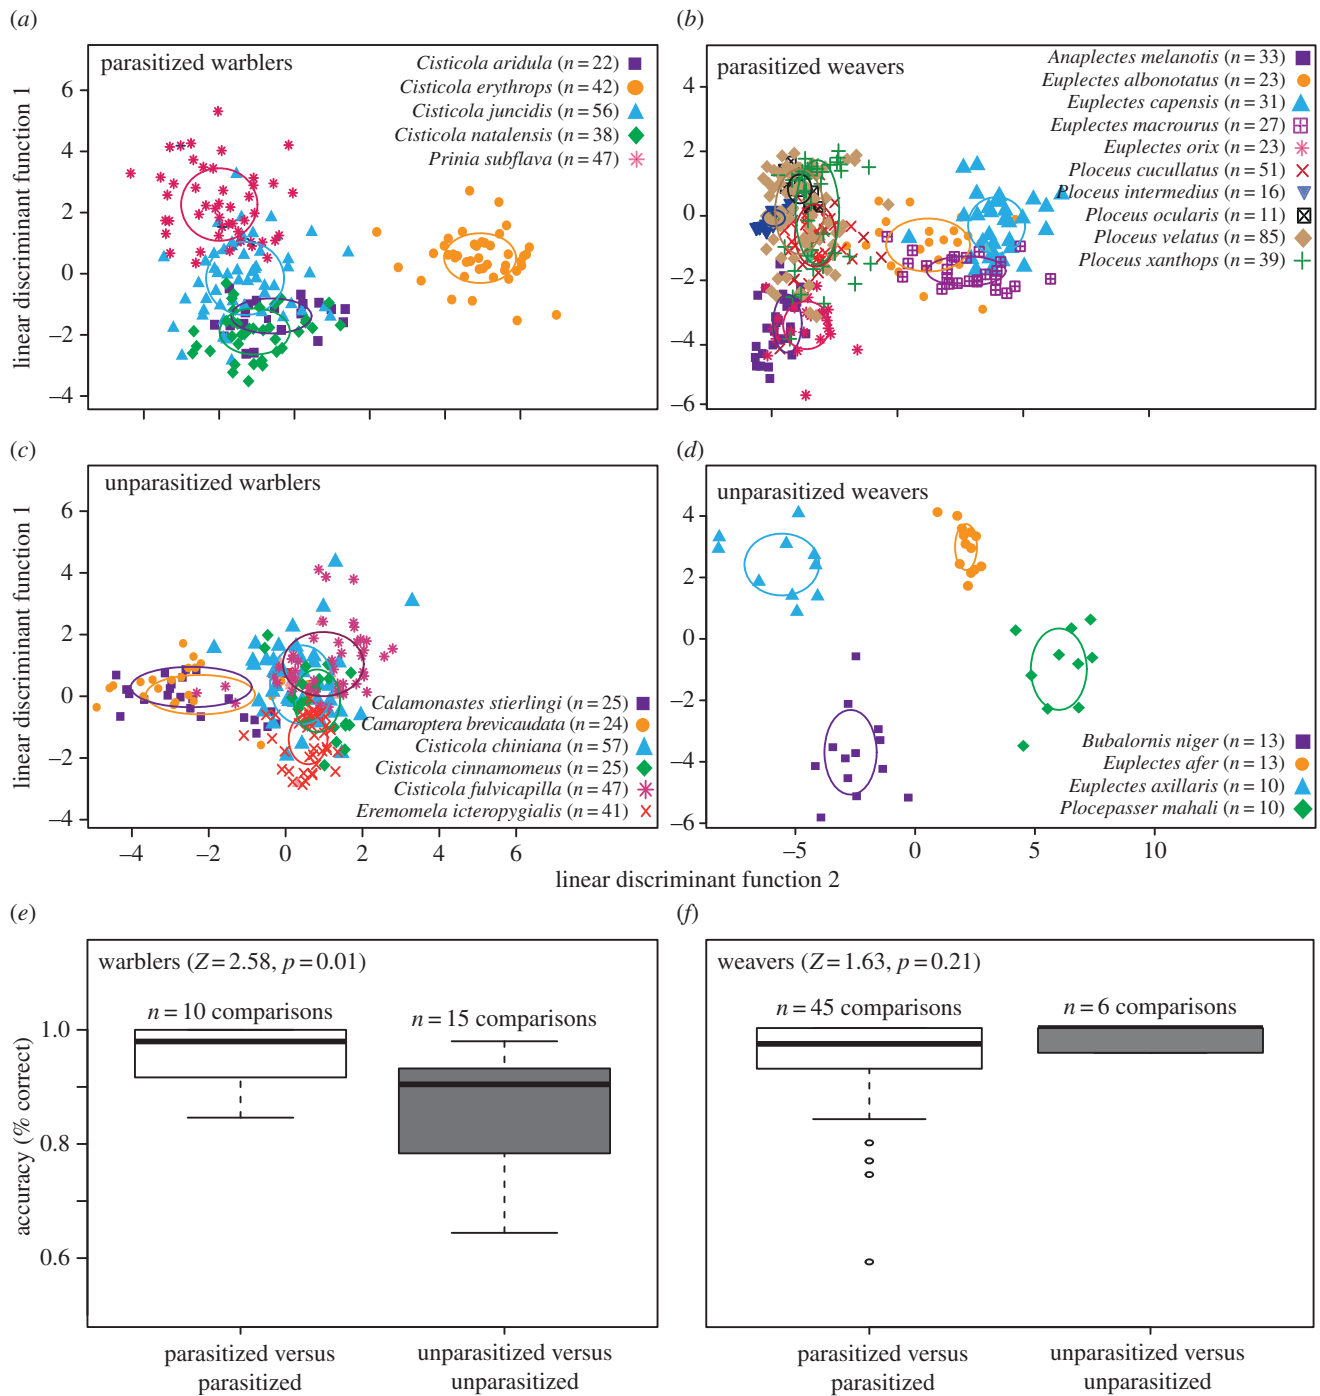 (a)
parasitized warblers
Cisticola aridula (n = 22)
Cisticola erythrops (n = 42)
Cisticola juncidis (n = 56)
Cisticola natalensis (n = 38)
Prinia subflava (n = 47)
linear discriminant function 1
6
4
2
0
–2
–4
(b)
parasitized weavers
Anaplectes melanotis (n = 33)
Euplectes albonotatus (n = 23)
Euplectes capensis (n = 31)
Euplectes macrourus (n = 27)
Euplectes orix (n = 23)
Ploceus cucullatus (n = 51)
Ploceus intermedius (n = 16)
Ploceus ocularis (n = 11)
Ploceus velatus (n = 85)
Ploceus xanthops (n = 39)
4
2
0
–2
–4
–6
(c)
unparasitized warblers
Calamonastes stierlingi (n = 25)
Camaroptera brevicaudata (n = 24)
Cisticola chiniana (n = 57)
Cisticola cinnamomeus (n = 25)
Cisticola fulvicapilla (n = 47)
Eremomela icteropygialis (n = 41)
linear discriminant function 1
6
4
2
0
–2
–4
–4 –2 0 2 4 6
(d)
unparasitized weavers
Bubalornis niger (n = 13)
Euplectes afer (n = 13)
Euplectes axillaris (n = 10)
Plocepasser mahali (n = 10)
4
2
0
–2
–4
–6
–5 0 5 10
linear discriminant function 2
(e)
warblers (Z = 2.58, p = 0.01)
n = 10 comparisons
n = 15 comparisons
accuracy (% correct)
1.0
0.8
0.6
parasitized versus
parasitized
unparasitized versus
unparasitized
(f)
weavers (Z = 1.63, p = 0.21)
n = 45 comparisons
n = 6 comparisons
parasitized versus
parasitized
unparasitized versus
unparasitized